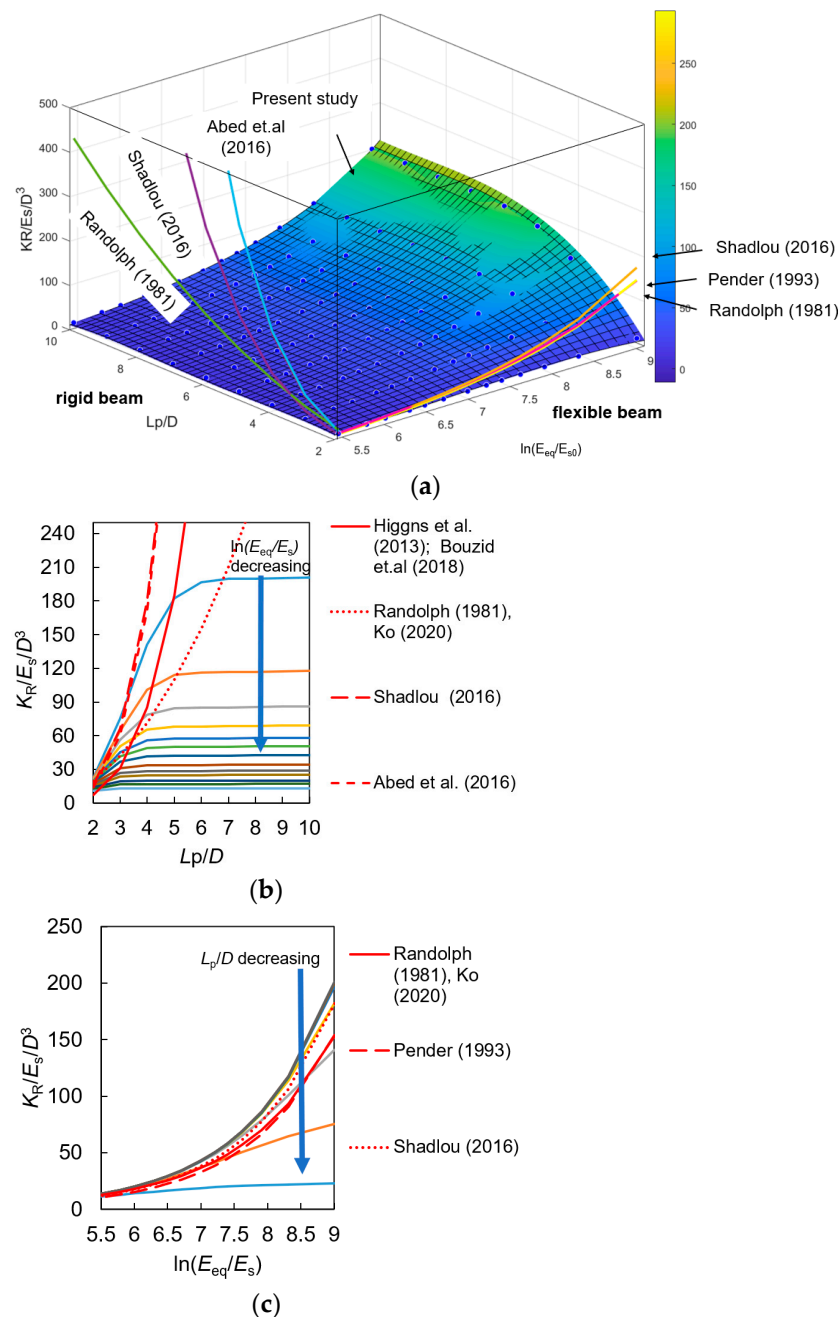 Present study
Abed et.al
(2016)
Shadlou (2016)
Randolph (1981)
500
400
300
200
100
0
KR/Es/D³
10
8
6
4
2
rigid beam
Lp/D
5.5
6
6.5
7
7.5
8
8.5
9
flexible beam
ln(Eeq/Es0)
250
200
150
100
50
0
Shadlou (2016)
Pender (1993)
Randolph (1981)
(a)
240
210
180
150
120
90
60
30
0
KR/Es/D³
ln(Eeq/Es)
decreasing
2 3 4 5 6 7 8 9 10
Lp/D
Higgns et al.
(2013); Bouzid
et.al (2018)
Randolph (1981),
Ko (2020)
Shadlou (2016)
Abed et al. (2016)
(b)
250
200
150
100
50
0
KR/Es/D³
Lp/D decreasing
5.5 6 6.5 7 7.5 8 8.5 9
ln(Eeq/Es)
Randolph
(1981), Ko
(2020)
Pender (1993)
Shadlou (2016)
(c)